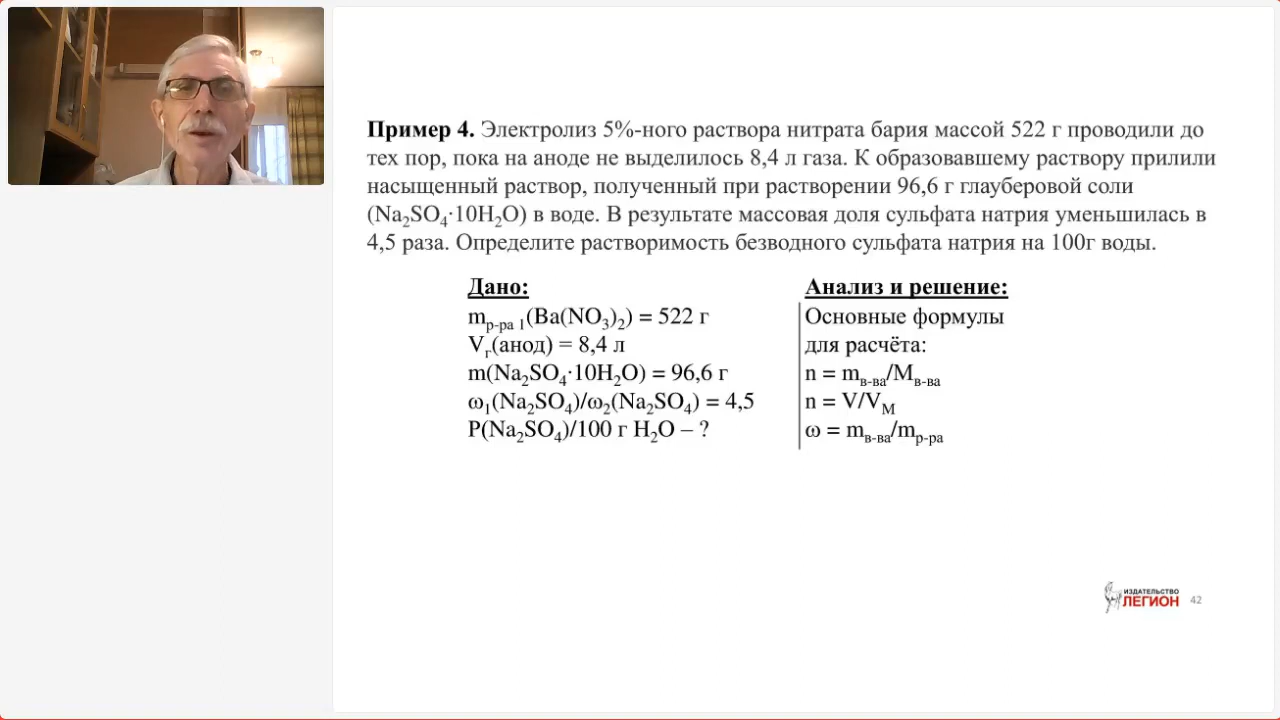 Пример 4. Электролиз 5%-ного раствора нитрата бария массой 522 г проводили до
тех пор, пока на аноде не выделилось 8,4 л газа. К образовавшему раствору прилили
насыщенный раствор, полученный при растворении 96,6 г глауберовой соли
(Na₂SO₄·10H₂O) в воде. В результате массовая доля сульфата натрия уменьшилась в
4,5 раза. Определите растворимость безводного сульфата натрия на 100г воды.
Дано:
mр-ра 1(Ba(NO₃)₂) = 522 г
Vг(анод) = 8,4 л
m(Na₂SO₄·10H₂O) = 96,6 г
ω₁(Na₂SO₄)/ω₂(Na₂SO₄) = 4,5
P(Na₂SO₄)/100 г H₂O – ?
Анализ и решение:
Основные формулы
для расчёта:
n = mв-ва/Mв-ва
n = V/VM
ω = mв-ва/mр-ра
ИЗДАТЕЛЬСТВО
ЛЕГИОН
42